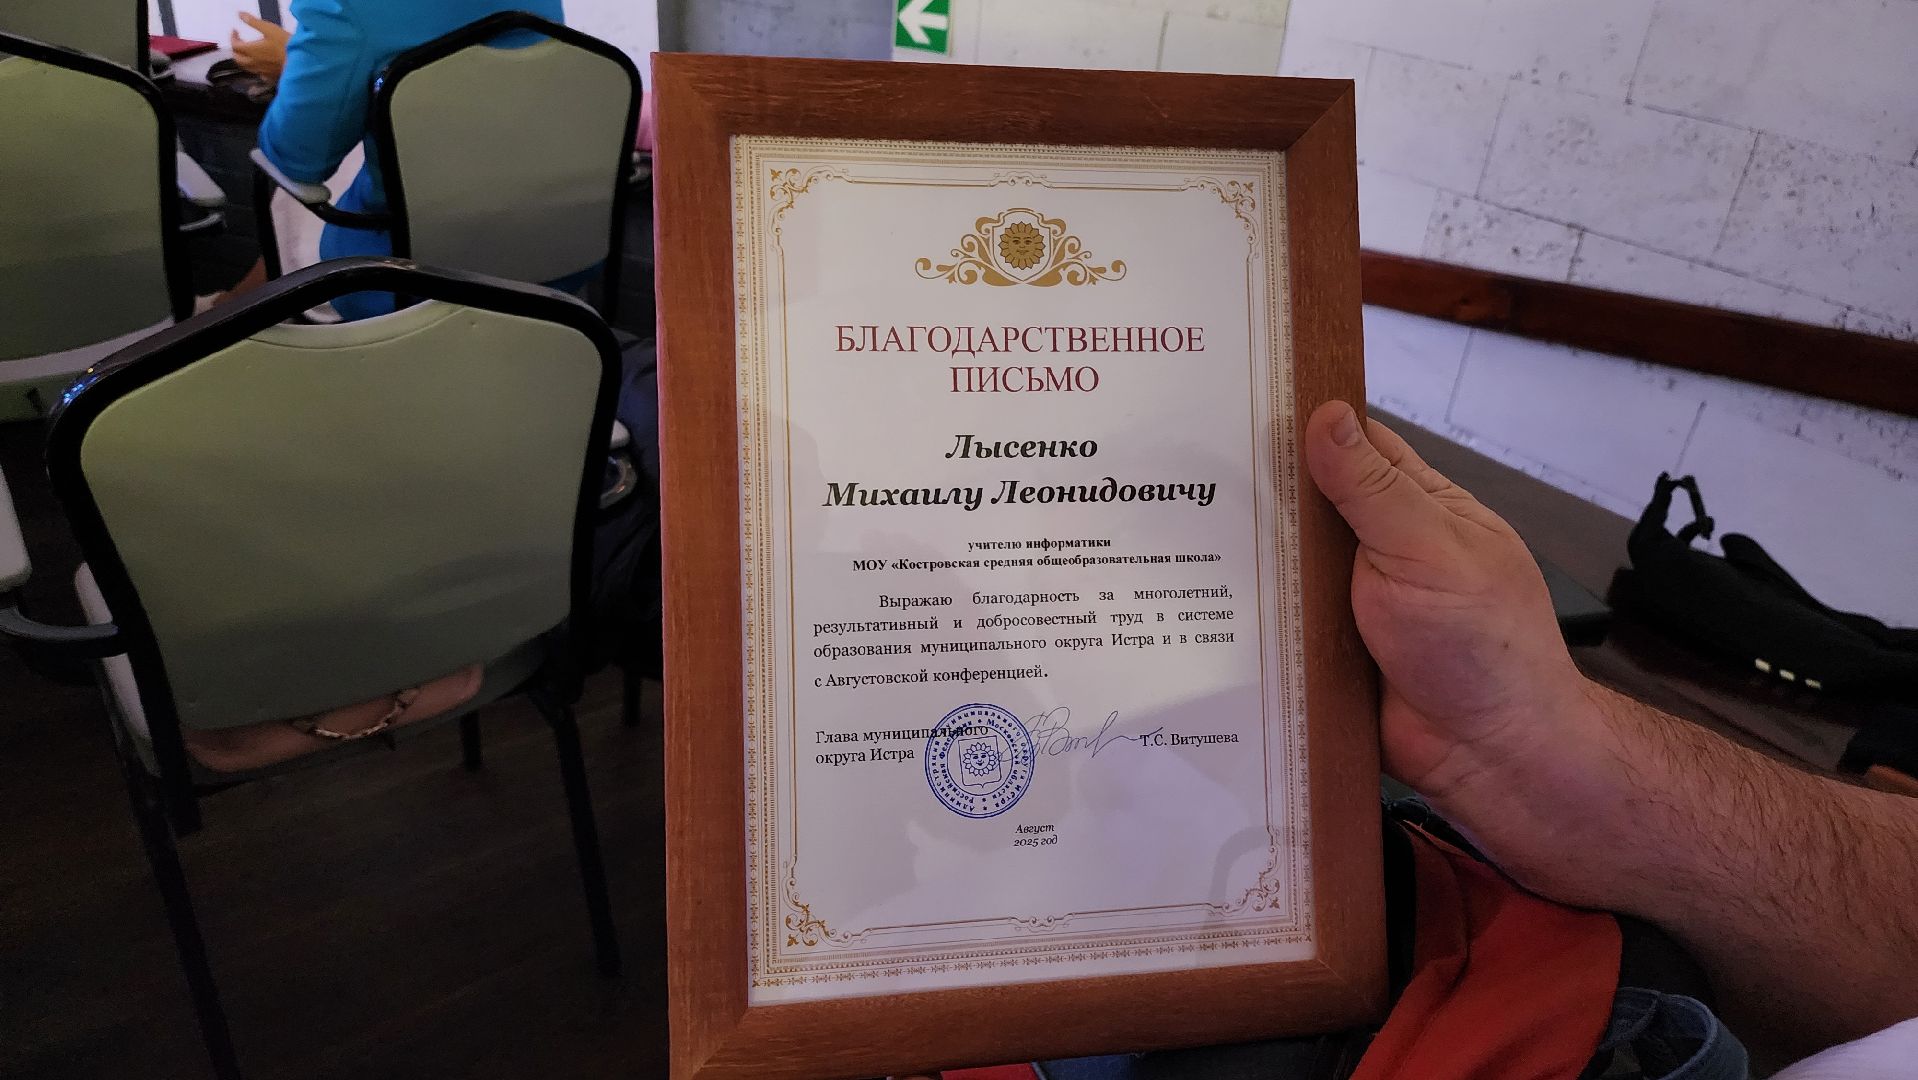 БЛАГОДАРСТВЕННОЕ
ПИСЬМО
Лысенко
Михаилу Леонидовичу
учителю информатики
МОУ «Костровская средняя общеобразовательная школа»
Выражаю благодарность за многолетний,
результативный и добросовестный труд в системе
образования муниципального округа Истра и в связи
с Августовской конференцией.
Глава муниципального
округа Истра
Т.С. Витушева
Август
2025 год